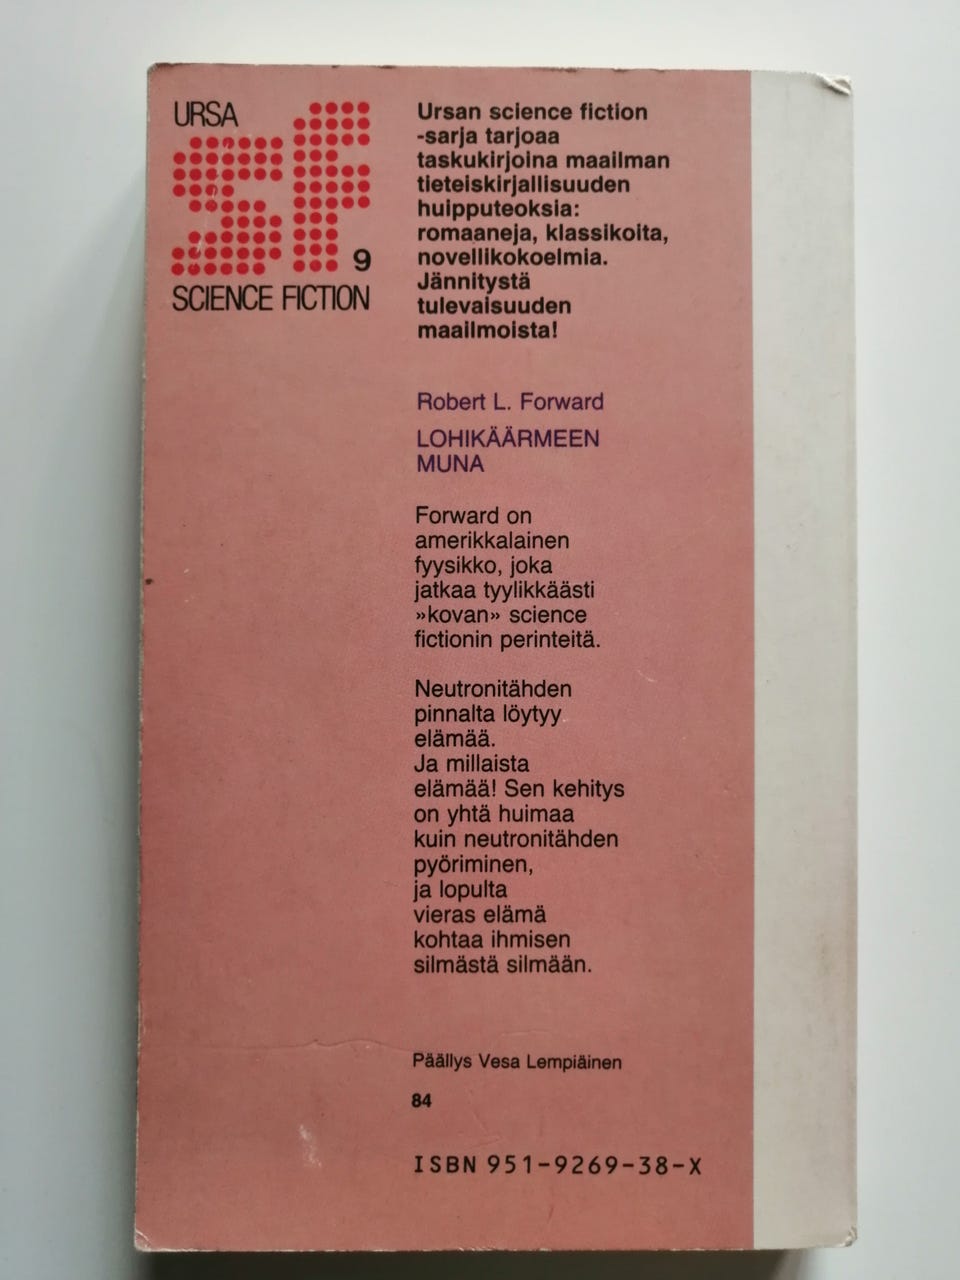 URSA
sf
9
SCIENCE FICTION
Ursan science fiction
-sarja tarjoaa
taskukirjoina maailman
tieteiskirjallisuuden
huipputeoksia:
romaaneja, klassikoita,
novellikokoelmia.
Jännitystä
tulevaisuuden
maailmoista!
Robert L. Forward
LOHIKÄÄRMEEN
MUNA
Forward on
amerikkalainen
fyysikko, joka
jatkaa tyylikkäästi
»kovan» science
fictionin perinteitä.
Neutronitähden
pinnalta löytyy
elämää.
Ja millaista
elämää! Sen kehitys
on yhtä huimaa
kuin neutronitähden
pyöriminen,
ja lopulta
vieras elämä
kohtaa ihmisen
silmästä silmään.
Päällys Vesa Lempiäinen
84
ISBN 951-9269-38-X